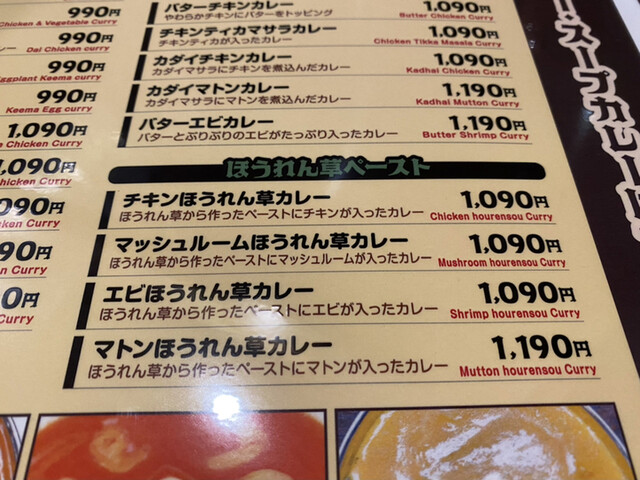 990円
Chicken & Vegetable Curry
990円
Dal Chicken curry
990円
Eggplant Keema curry
990円
Keema Egg curry
1,090円
Chicken Curry
1,090円
Chicken Curry
090円
Curry
90円
Curry
0円
Curry
バターチキンカレー 1,090円
やわらかチキンにバターをトッピング Butter Chicken Curry
チキンティカマサラカレー 1,090円
チキンティカが入ったカレー Chicken Tikka Masala Curry
カダイチキンカレー 1,090円
カダイマサラにチキンを煮込んだカレー Kadhai Chicken Curry
カダイマトンカレー 1,190円
カダイマサラにマトンを煮込んだカレー Kadhai Mutton Curry
バターエビカレー 1,190円
バターとぷりぷりのエビがたっぷり入ったカレー Butter Shrimp Curry
ほうれん草ペースト
チキンほうれん草カレー 1,090円
ほうれん草から作ったペーストにチキンが入ったカレー Chicken hourensou Curry
マッシュルームほうれん草カレー 1,090円
ほうれん草から作ったペーストにマッシュルームが入ったカレー Mushroom hourensou Curry
エビほうれん草カレー 1,090円
ほうれん草から作ったペーストにエビが入ったカレー Shrimp hourensou Curry
マトンほうれん草カレー 1,190円
ほうれん草から作ったペーストにマトンが入ったカレー Mutton hourensou Curry
スープカレー